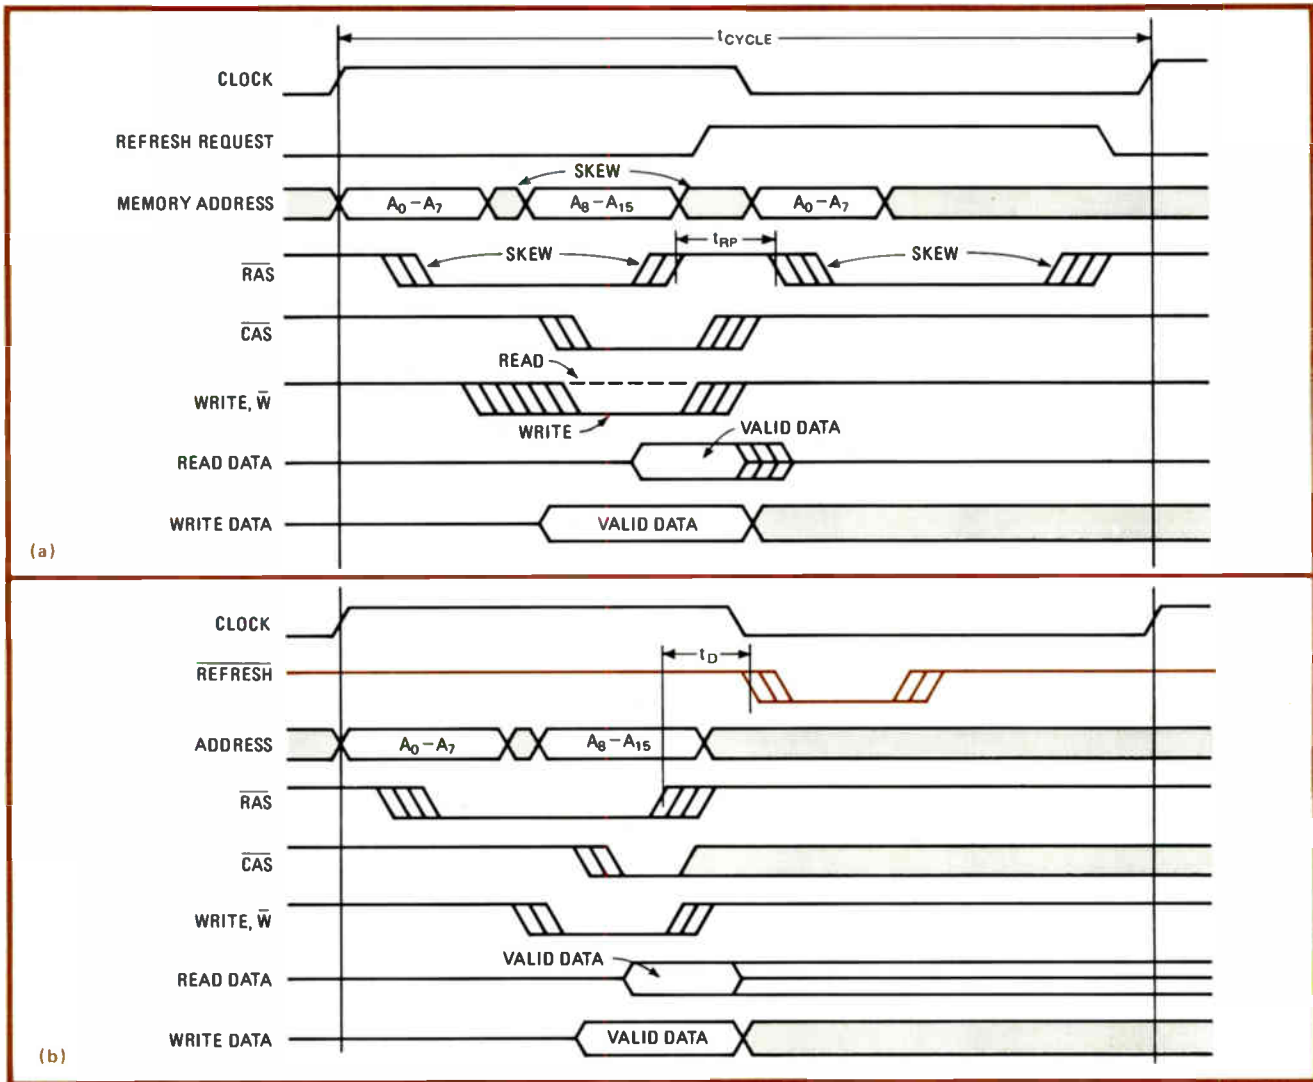 tCYCLE
CLOCK
REFRESH REQUEST
SKEW
MEMORY ADDRESS A0–A7 A8–A15 A0–A7
tRP
RAS SKEW SKEW
CAS
READ
WRITE, W
WRITE VALID DATA
READ DATA
WRITE DATA VALID DATA
(a)
CLOCK
REFRESH tD
ADDRESS A0–A7 A8–A15
RAS
CAS
WRITE, W
VALID DATA
READ DATA
WRITE DATA VALID DATA
(b)